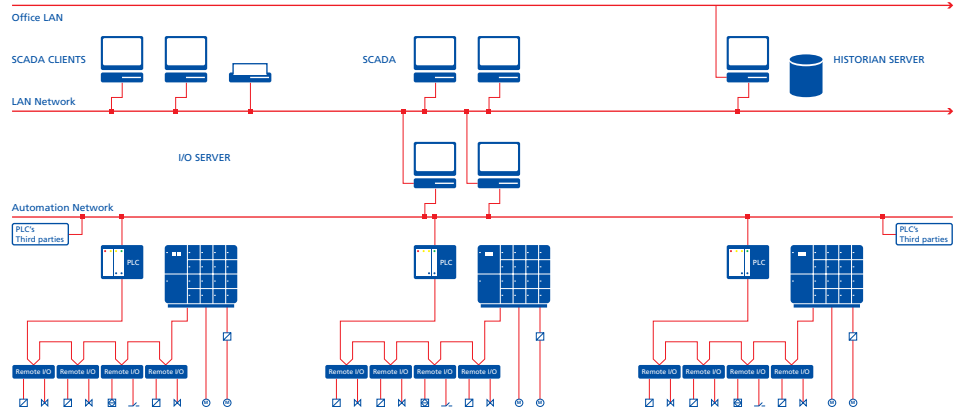 Office LAN
SCADA CLIENTS
SCADA
HISTORIAN SERVER
LAN Network
I/O SERVER
Automation Network
PLC's
Third parties
PLC's
Third parties
PLC
PLC
PLC
Remote I/O
Remote I/O
Remote I/O
Remote I/O
Remote I/O
Remote I/O
Remote I/O
Remote I/O
Remote I/O
Remote I/O
Remote I/O
Remote I/O
M
M
M
M
M
M